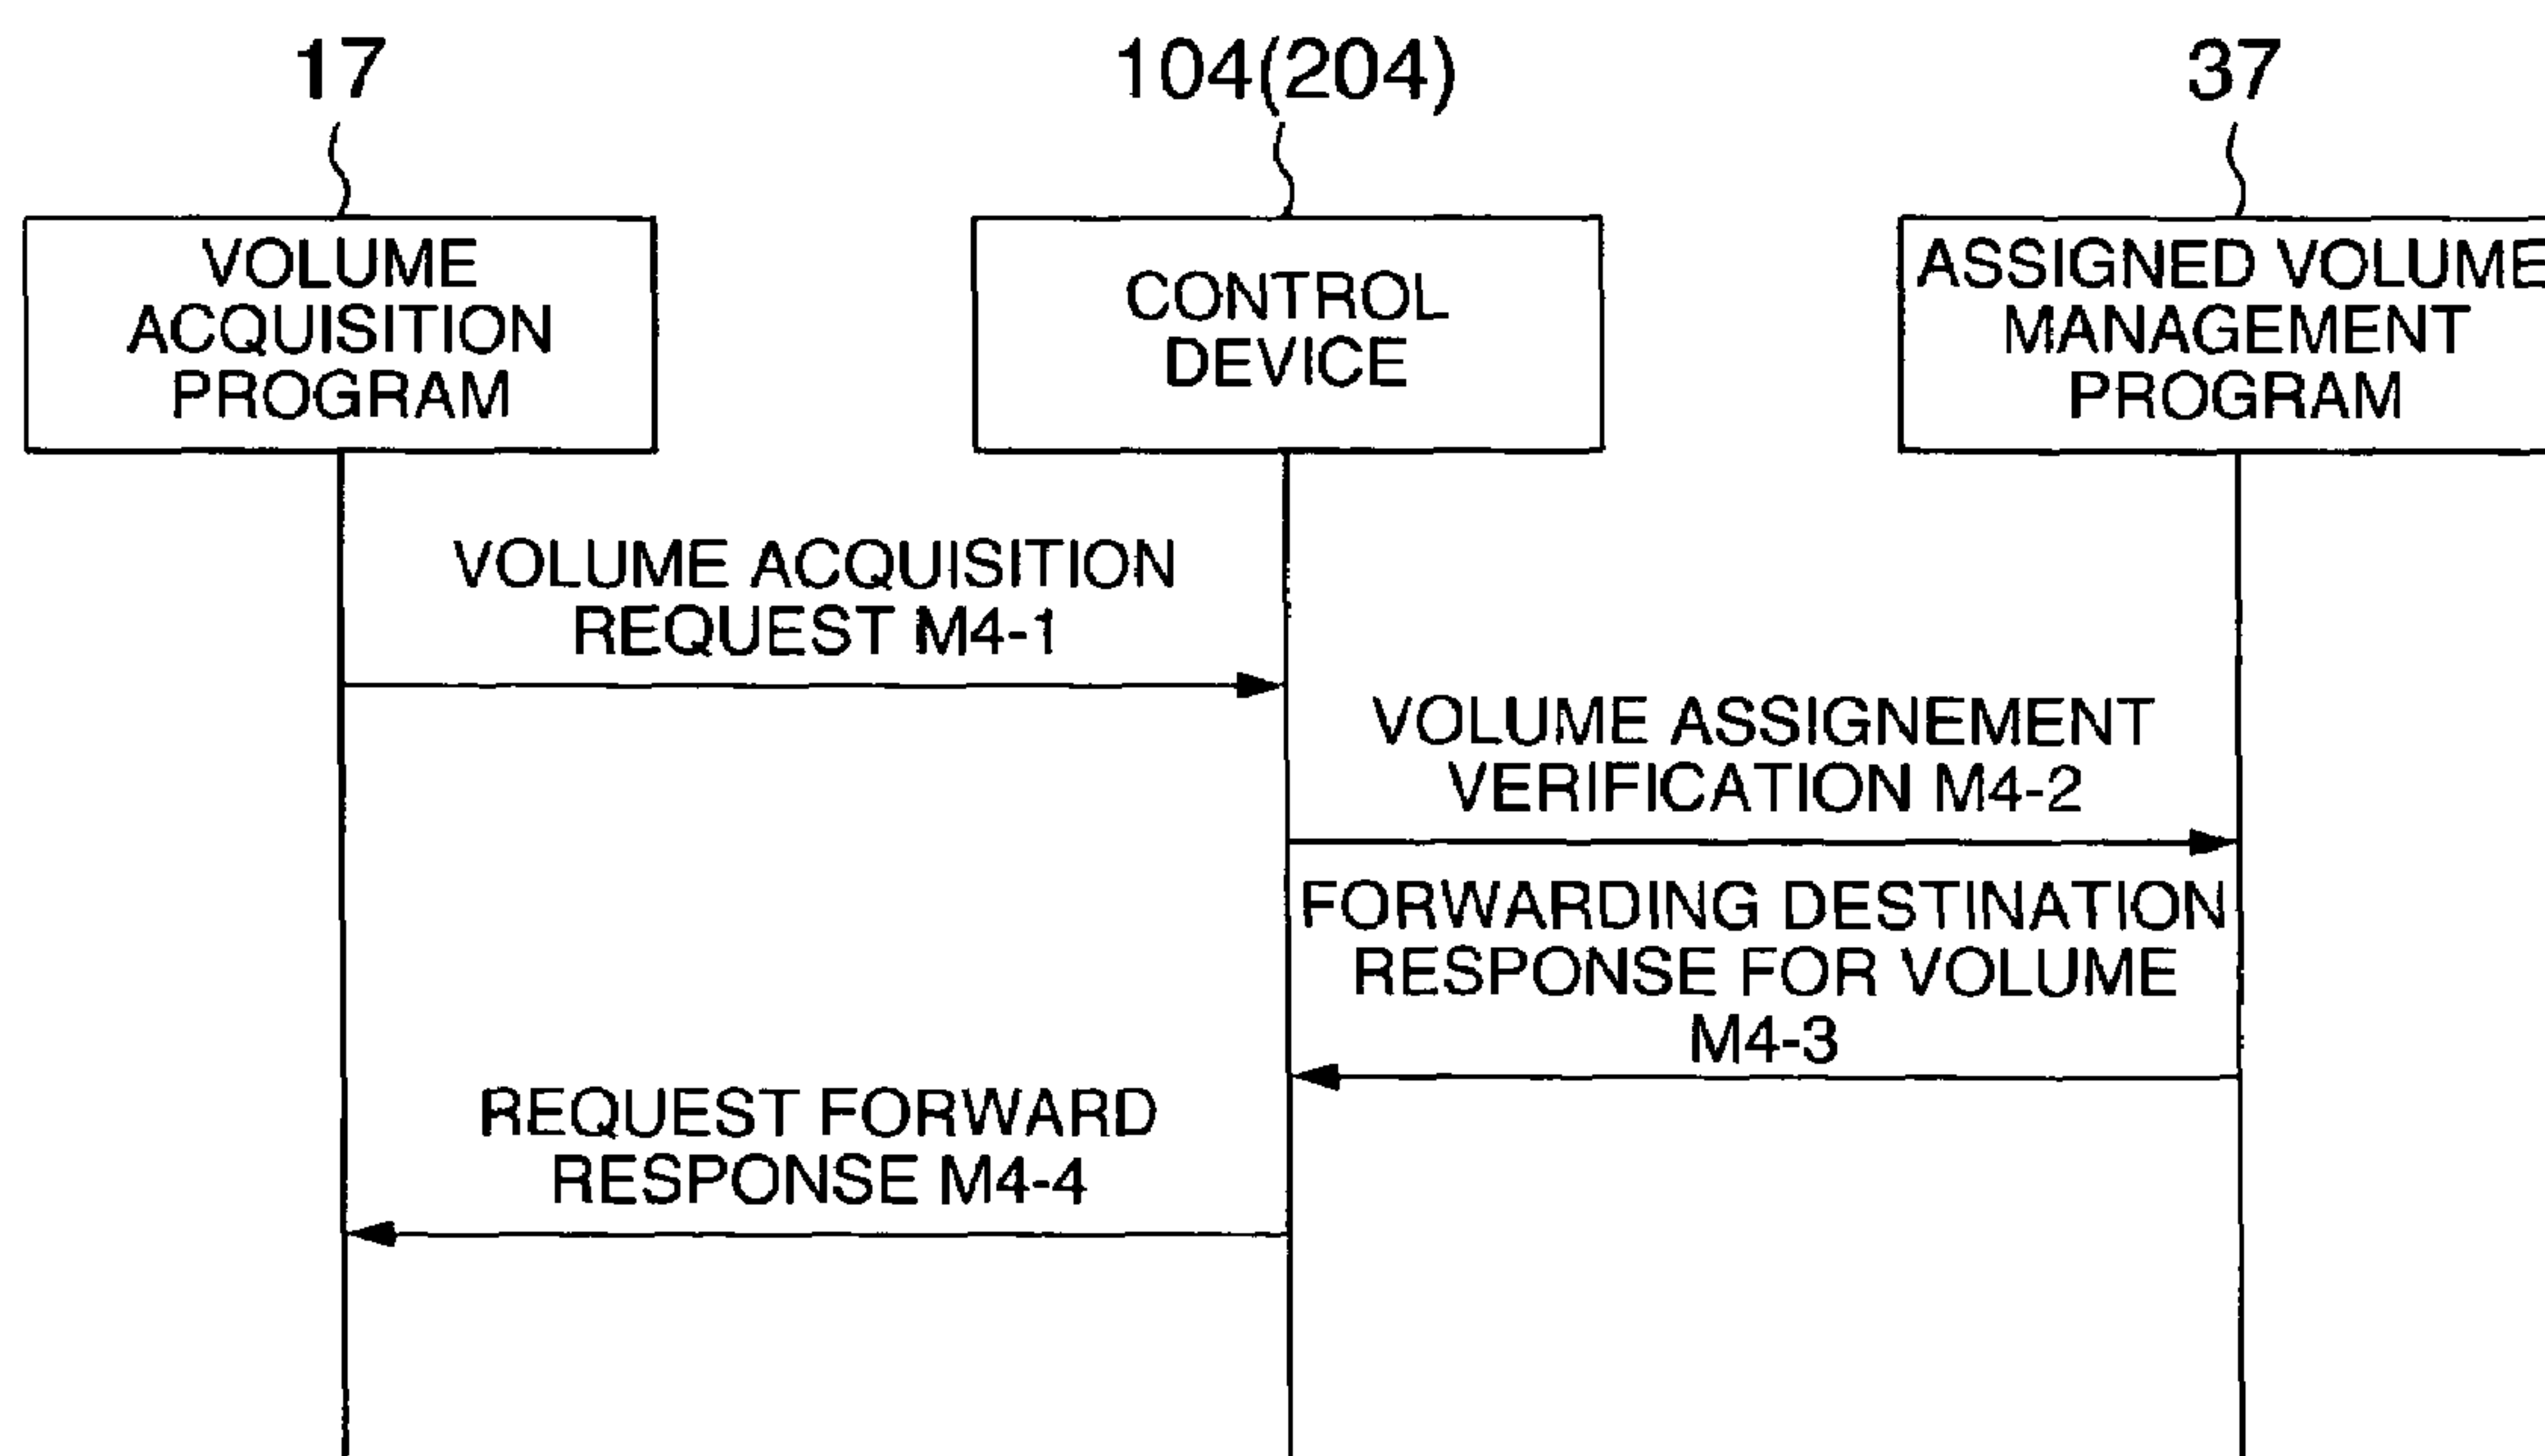 17
104(204)
37
VOLUME
ACQUISITION
PROGRAM
CONTROL
DEVICE
ASSIGNED VOLUME
MANAGEMENT
PROGRAM
VOLUME ACQUISITION
REQUEST M4-1
VOLUME ASSIGNEMENT
VERIFICATION M4-2
FORWARDING DESTINATION
RESPONSE FOR VOLUME
M4-3
REQUEST FORWARD
RESPONSE M4-4